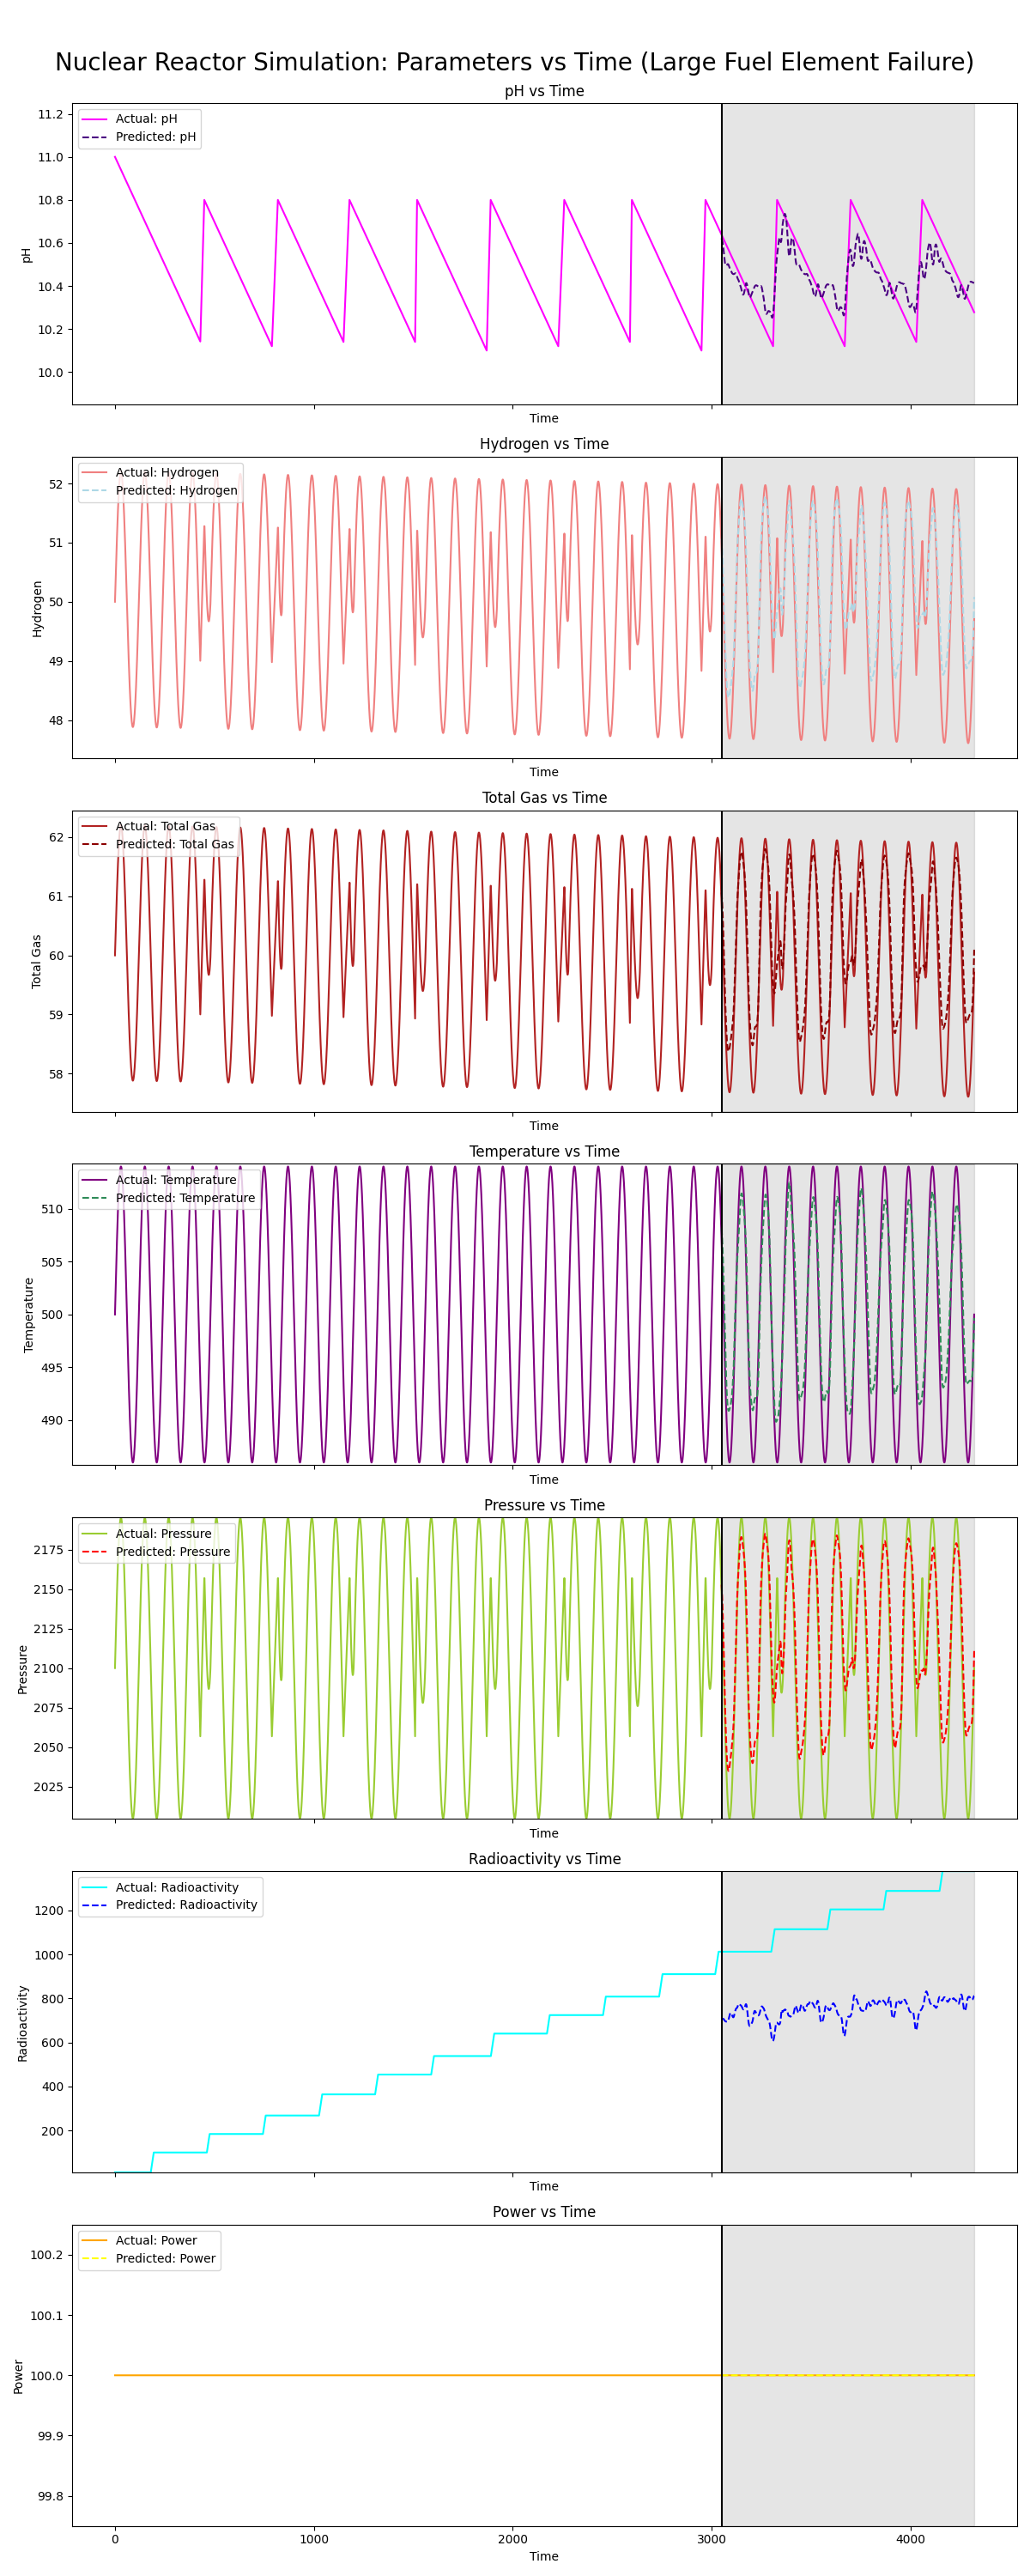 Nuclear Reactor Simulation: Parameters vs Time (Large Fuel Element Failure)
pH vs Time
Actual: pH
Predicted: pH
11.2
11.0
10.8
10.6
10.4
10.2
10.0
pH
Time
Hydrogen vs Time
Actual: Hydrogen
Predicted: Hydrogen
52
51
50
49
48
Hydrogen
Time
Total Gas vs Time
Actual: Total Gas
Predicted: Total Gas
62
61
60
59
58
Total Gas
Time
Temperature vs Time
Actual: Temperature
Predicted: Temperature
510
505
500
495
490
Temperature
Time
Pressure vs Time
Actual: Pressure
Predicted: Pressure
2175
2150
2125
2100
2075
2050
2025
Pressure
Time
Radioactivity vs Time
Actual: Radioactivity
Predicted: Radioactivity
1200
1000
800
600
400
200
Radioactivity
Time
Power vs Time
Actual: Power
Predicted: Power
100.2
100.1
100.0
99.9
99.8
Power
0 1000 2000 3000 4000
Time